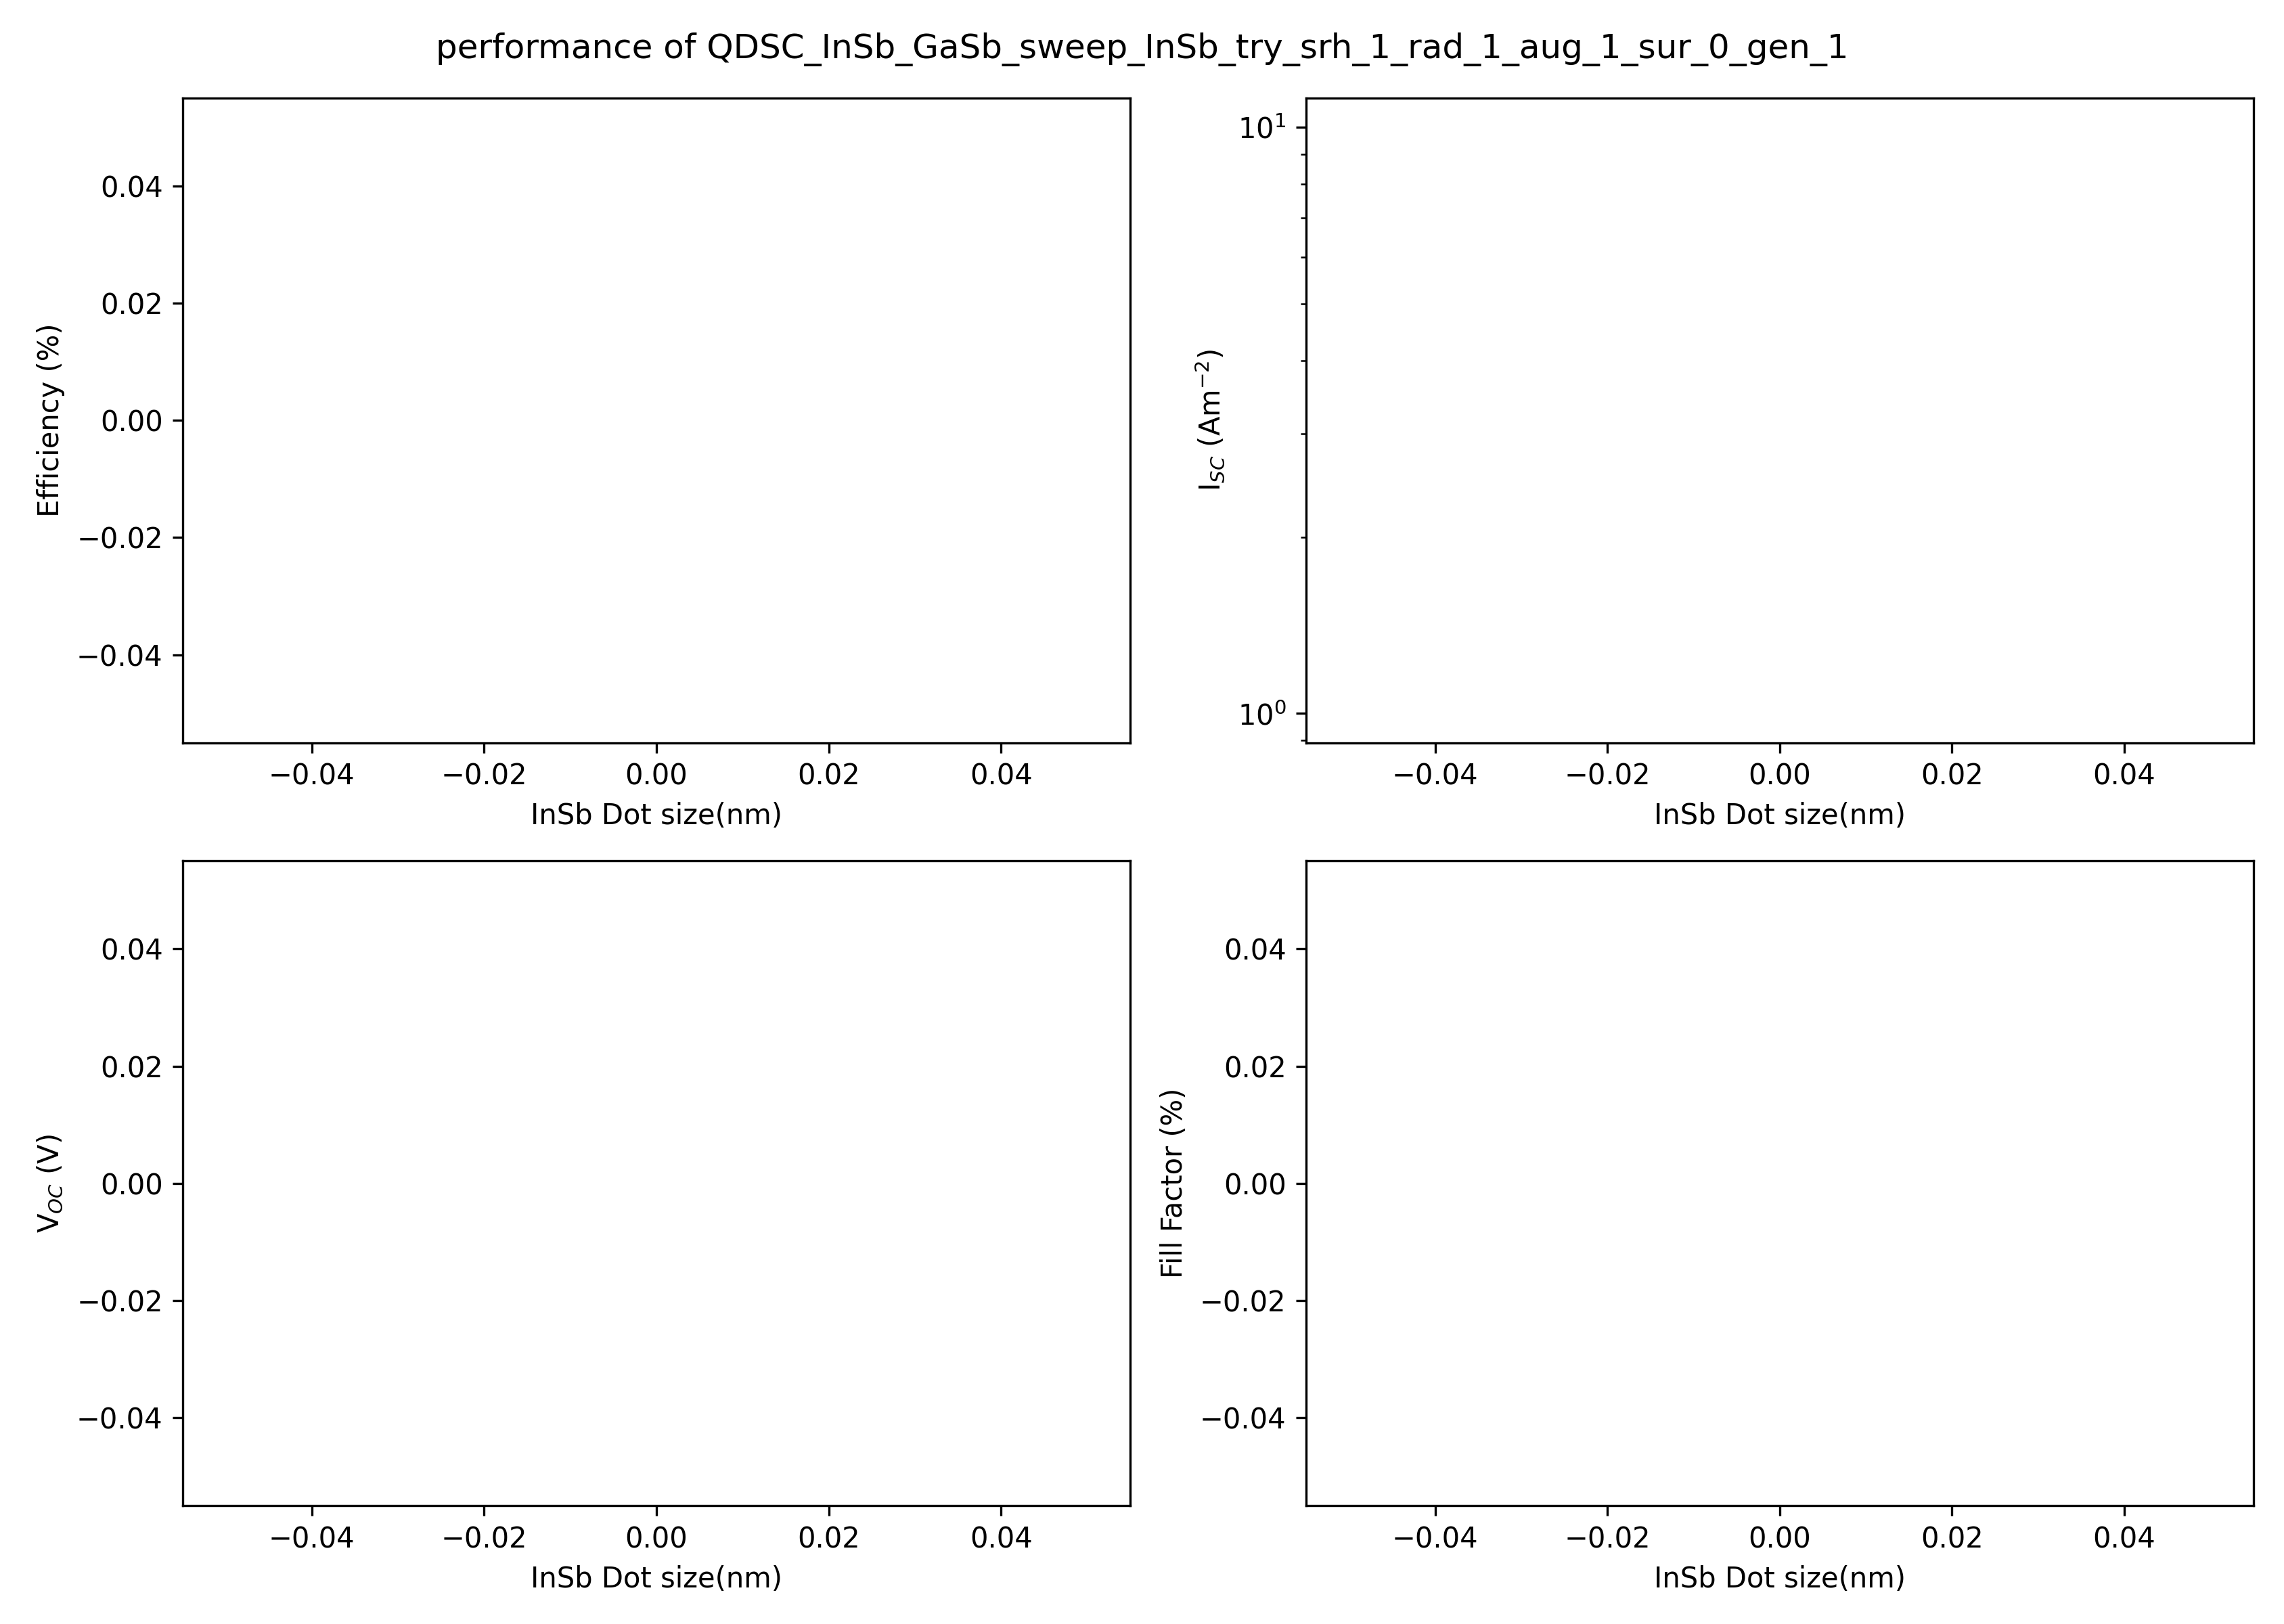 performance of QDSC_InSb_GaSb_sweep_InSb_try_srh_1_rad_1_aug_1_sur_0_gen_1
Efficiency (%)
0.04
0.02
0.00
−0.02
−0.04
−0.04 −0.02 0.00 0.02 0.04
InSb Dot size(nm)
I_SC (Am⁻²)
10¹
10⁰
−0.04 −0.02 0.00 0.02 0.04
InSb Dot size(nm)
V_OC (V)
0.04
0.02
0.00
−0.02
−0.04
−0.04 −0.02 0.00 0.02 0.04
InSb Dot size(nm)
Fill Factor (%)
0.04
0.02
0.00
−0.02
−0.04
−0.04 −0.02 0.00 0.02 0.04
InSb Dot size(nm)